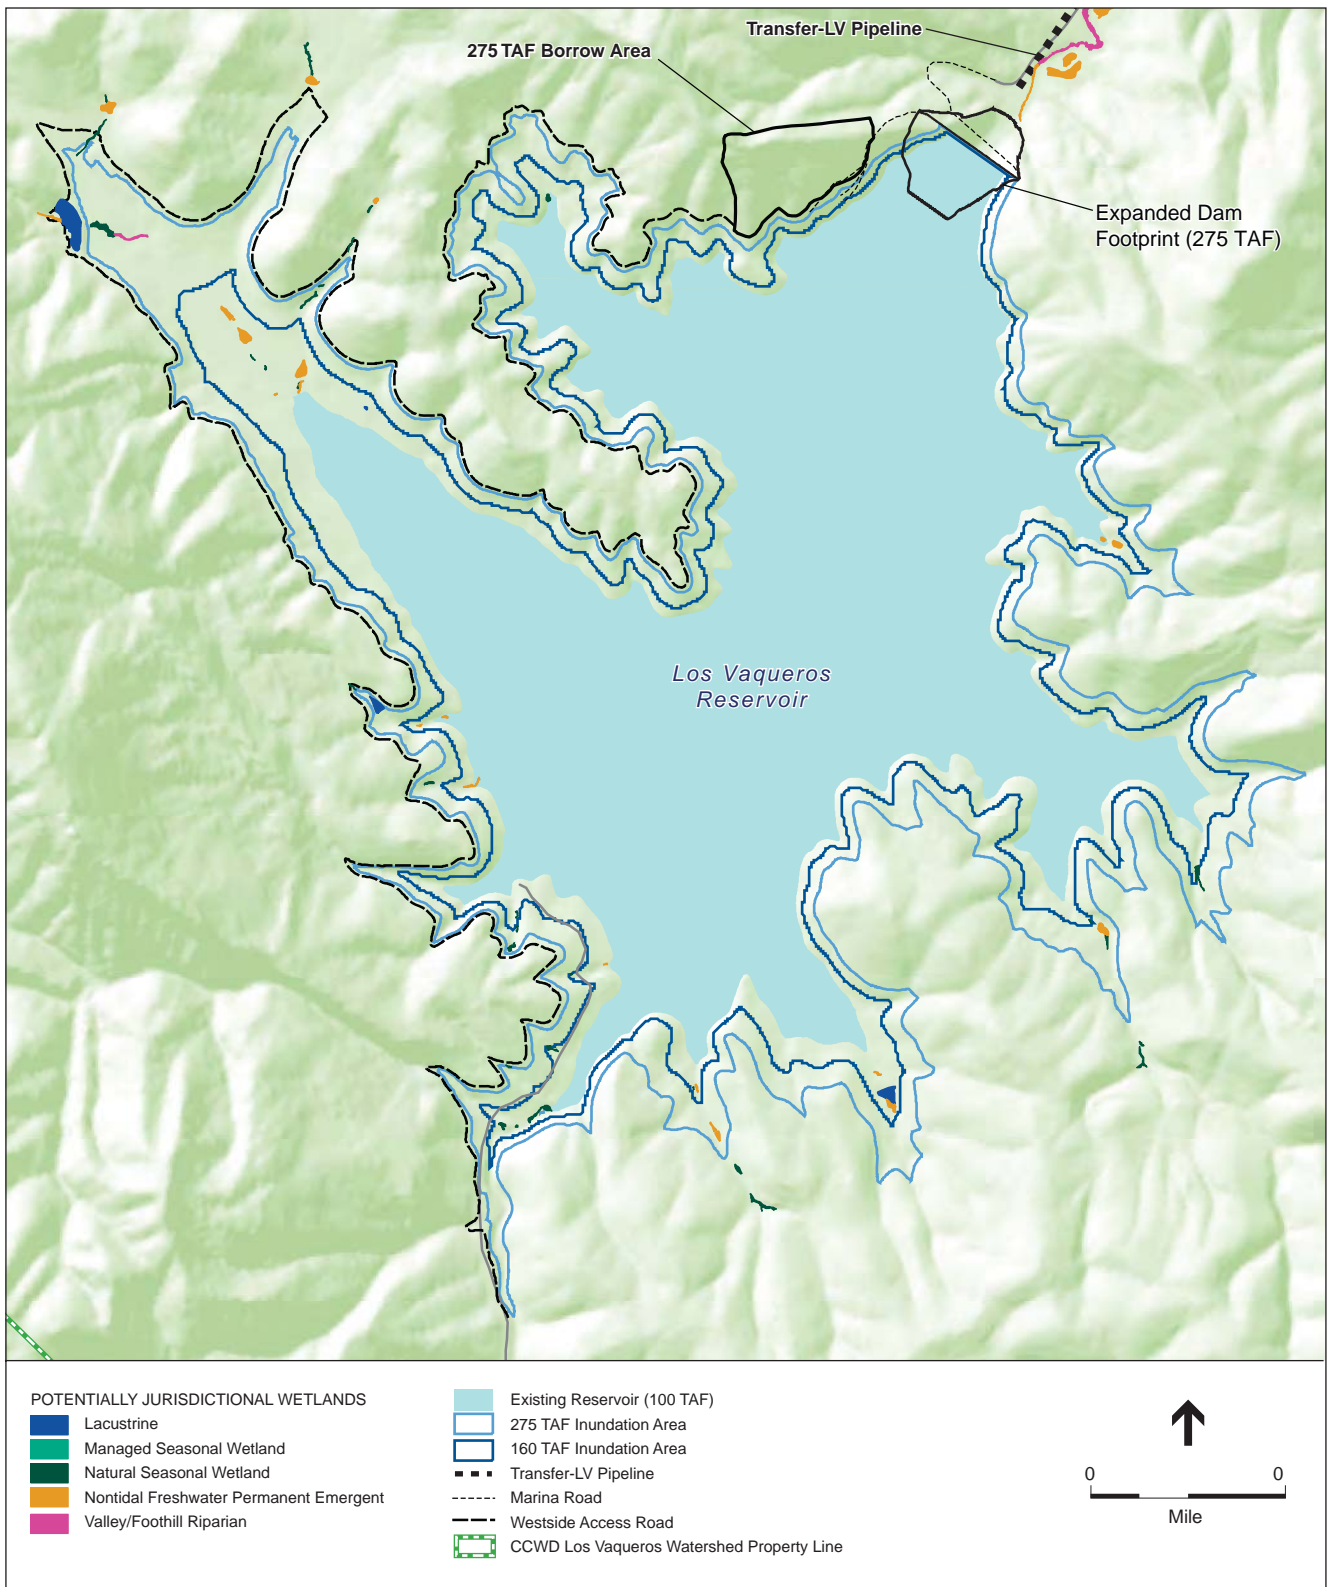 Transfer-LV Pipeline
275 TAF Borrow Area
Expanded Dam
Footprint (275 TAF)
Los Vaqueros
Reservoir
POTENTIALLY JURISDICTIONAL WETLANDS
Lacustrine
Managed Seasonal Wetland
Natural Seasonal Wetland
Nontidal Freshwater Permanent Emergent
Valley/Foothill Riparian
Existing Reservoir (100 TAF)
275 TAF Inundation Area
160 TAF Inundation Area
Transfer-LV Pipeline
Marina Road
Westside Access Road
CCWD Los Vaqueros Watershed Property Line
0 0
Mile